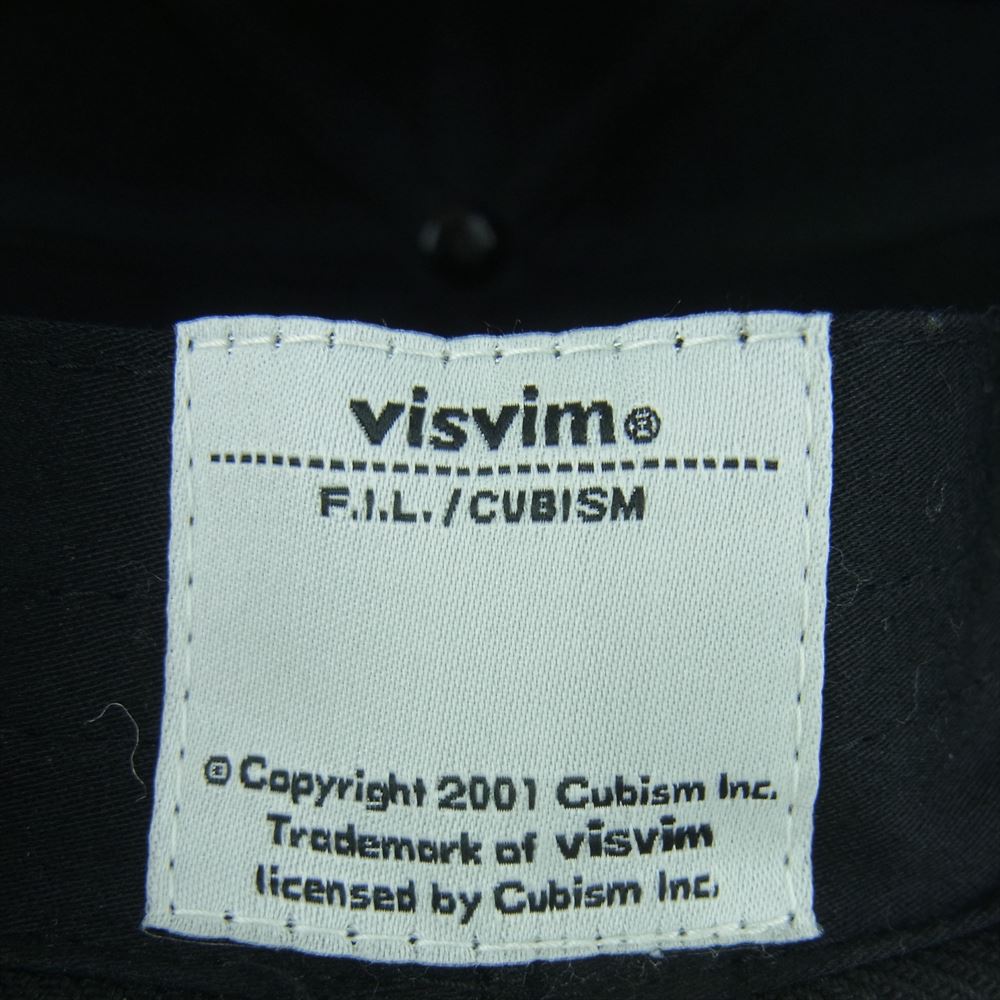 visvim®
F.I.L./CUBISM
© Copyright 2001 Cubism Inc.
Trademark of visvim
licensed by Cubism Inc.